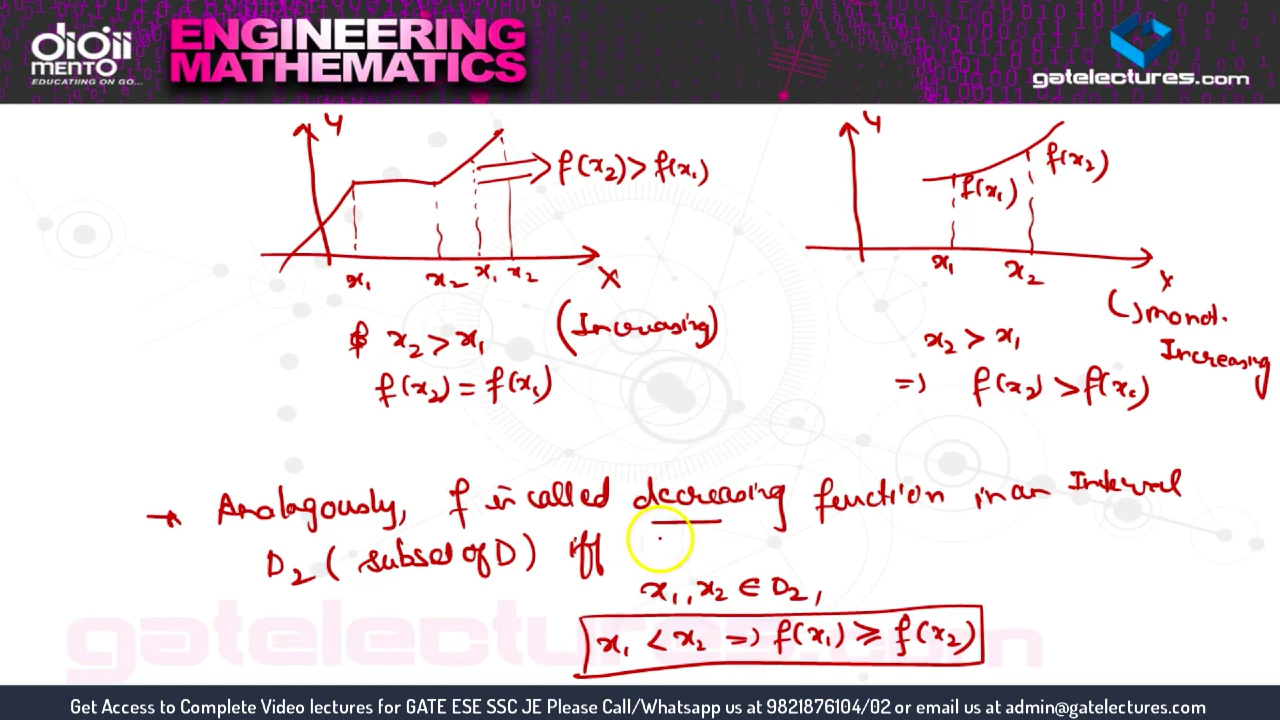 digii
MENTO
EDUCATIING ON GO...
ENGINEERING
MATHEMATICS
gatelectures.com
y
f(x₂) > f(x₁)
x₁ x₂ x₁ x₂
X
(Increasing)
x₂ > x₁
f(x₂) = f(x₁)
y
f(x₁)
f(x₂)
x₁ x₂
x
( ) monot.
Increasing
x₂ > x₁
=> f(x₂) > f(x₁)
→ Analogously, f is called decreasing function in an Interval
D₂ (subset of D) iff
x₁, x₂ ∈ D₂,
x₁ < x₂ => f(x₁) ≥ f(x₂)
gatelectures.com
Get Access to Complete Video lectures for GATE ESE SSC JE Please Call/Whatsapp us at 9821876104/02 or email us at admin@gatelectures.com